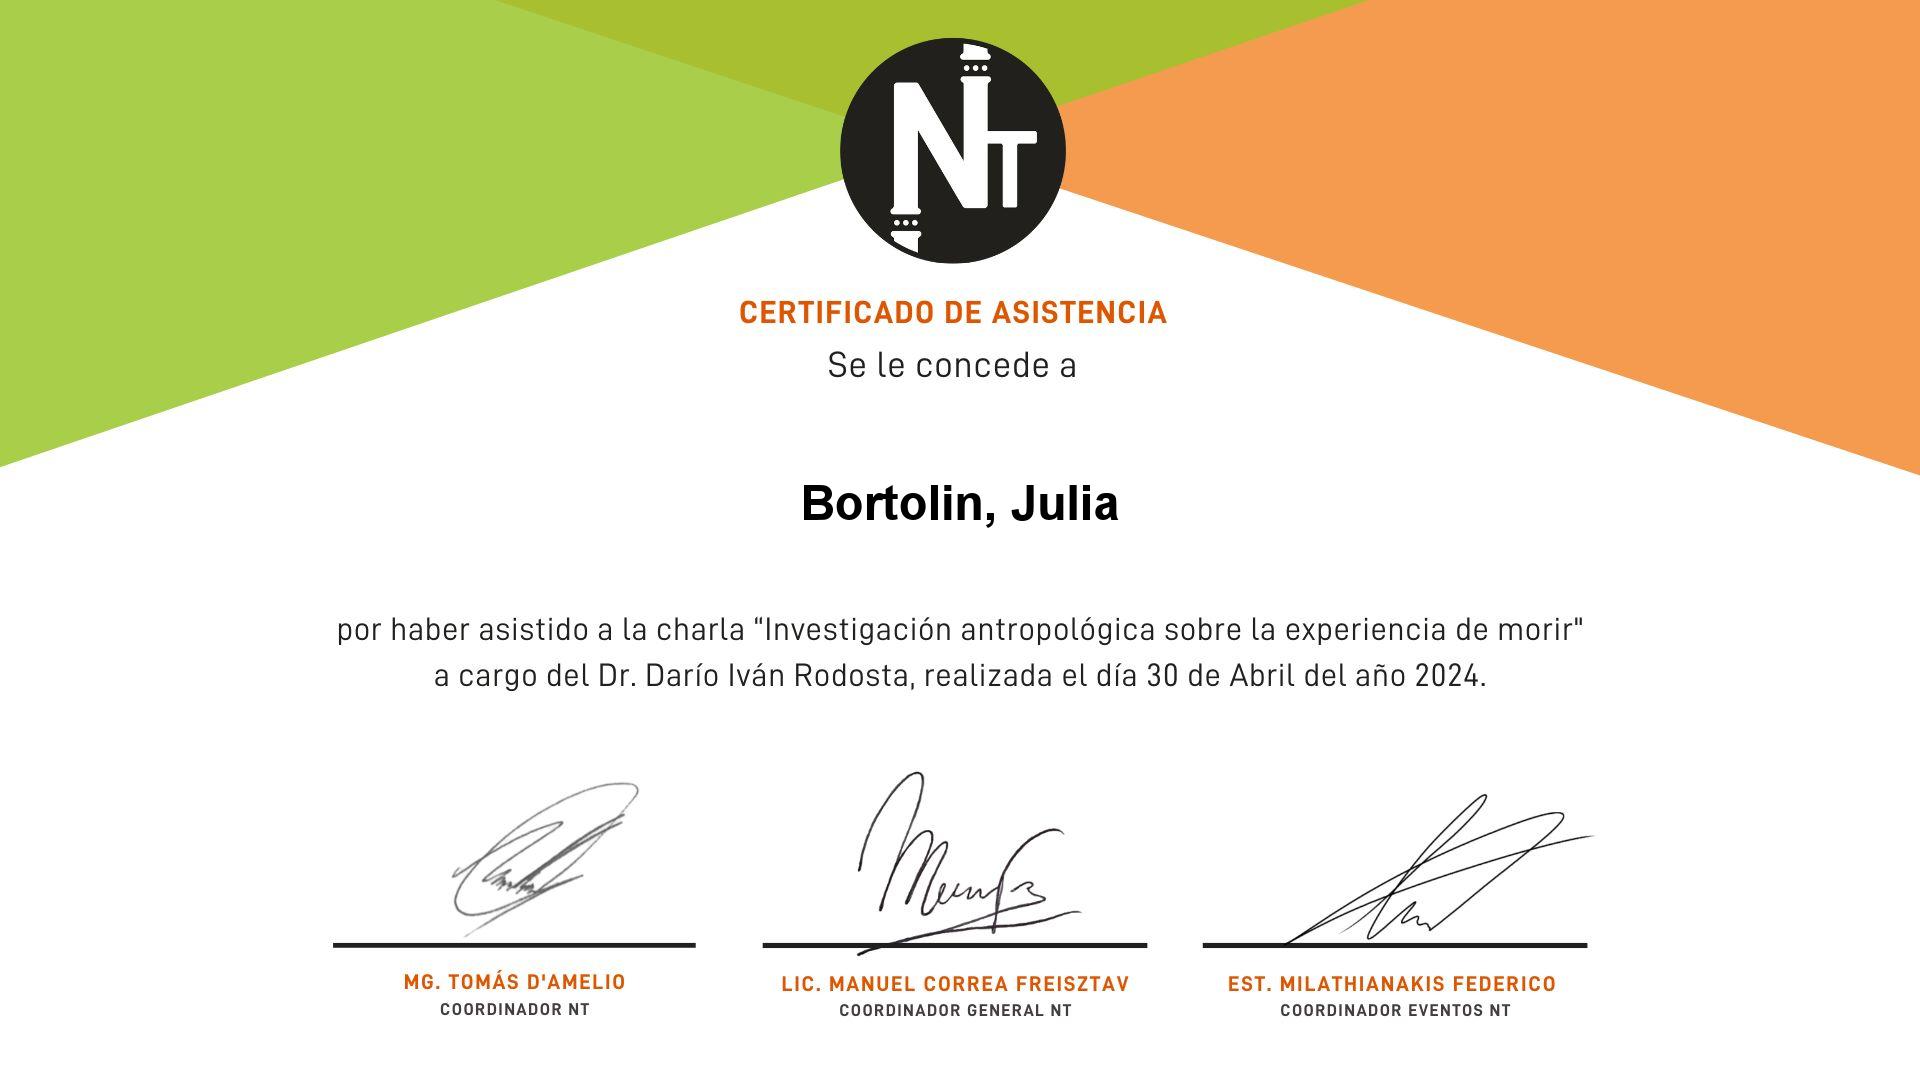 NT
CERTIFICADO DE ASISTENCIA
Se le concede a
Bortolin, Julia
por haber asistido a la charla “Investigación antropológica sobre la experiencia de morir"
a cargo del Dr. Darío Iván Rodosta, realizada el día 30 de Abril del año 2024.
MG. TOMÁS D'AMELIO
COORDINADOR NT
LIC. MANUEL CORREA FREISZTAV
COORDINADOR GENERAL NT
EST. MILATHIANAKIS FEDERICO
COORDINADOR EVENTOS NT